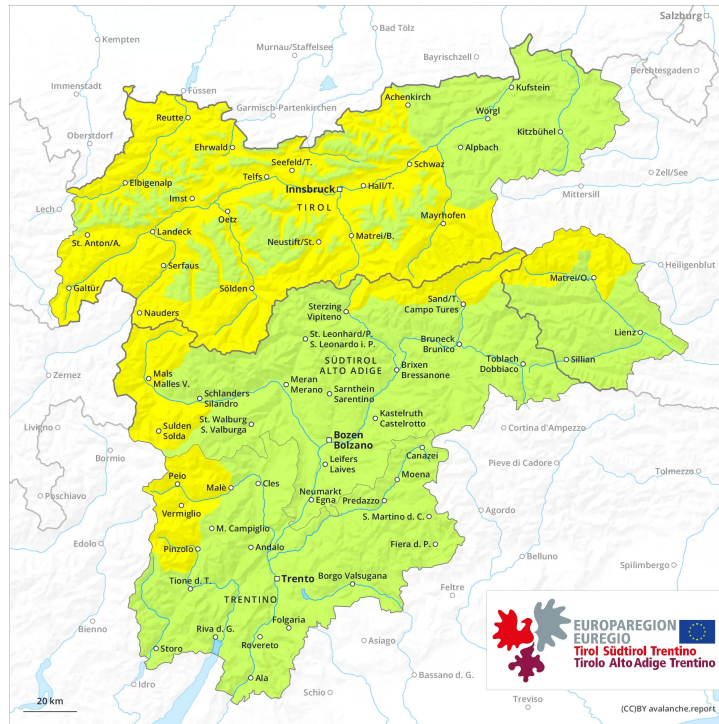 Salzburg
Kempten
Bad Tölz
Murnau/Staffelsee
Bayrischzell
Berchtesgaden
Immenstadt
Füssen
Garmisch-Partenkirchen
Achenkirch
Kufstein
Reutte
Wörgl
Oberstdorf
Ehrwald
Kitzbühel
Seefeld/T.
Alpbach
Schwaz
Telfs
Zell/See
Elbigenalp
Innsbruck
Hall/T.
Mittersill
Imst
TIROL
Lech
Oetz
Mayrhofen
Landeck
Matrei/B.
St. Anton/A.
Neustift/St.
Serfaus
Heiligenblut
Matrei/O.
Galtür
Sölden
Sand/T.
Campo Tures
Nauders
Sterzing
Vipiteno
Lienz
St. Leonhard/P.
S. Leonardo i. P.
Bruneck
Brunico
Toblach
Dobbiaco
Sillian
SÜDTIROL
ALTO ADIGE
Brixen
Bressanone
Zernez
Mals
Malles V.
Meran
Merano
Schlanders
Silandro
Sarnthein
Sarentino
St. Walburg
S. Valburga
Kastelruth
Castelrotto
Livigno
Sulden
Solda
Cortina d'Ampezzo
Bozen
Bolzano
Bormio
Canazei
Leifers
Laives
Pieve di Cadore
Tolmezzo
Peio
Moena
Malè
Cles
Neumarkt
Egna
Predazzo
Poschiavo
Vermiglio
Agordo
S. Martino d. C.
M. Campiglio
Edolo
Pinzolo
Andalo
Fiera d. P.
Belluno
Spilimbergo
Trento
Borgo Valsugana
Tione d. T.
Feltre
TRENTINO
Folgaria
Bienno
Riva d. G.
Rovereto
Asiago
Storo
Ala
Bassano d. G.
Idro
Schio
Treviso
EUROPAREGION
EUREGIO
Tirol Südtirol Trentino
Tirolo Alto Adige Trentino
20 km
(CC)BY avalanche.report